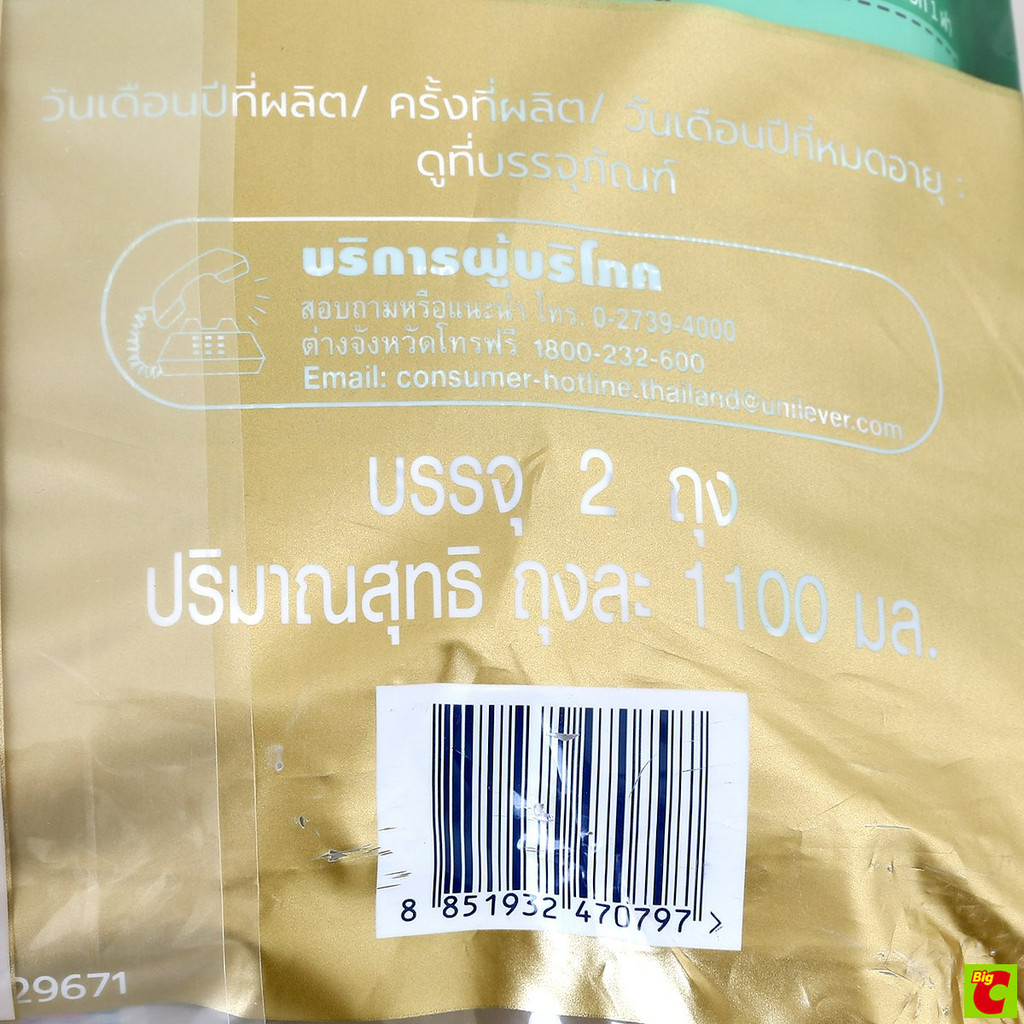 วันเดือนปีที่ผลิต/ ครั้งที่ผลิต/ วันเดือนปีที่หมดอายุ :
ดูที่บรรจุภัณฑ์
บริการผู้บริโภค
สอบถามหรือแนะนำ โทร. 0-2739-4000
ต่างจังหวัดโทรฟรี 1800-232-600
Email: consumer-hotline.thailand@unilever.com
บรรจุ 2 ถุง
ปริมาณสุทธิ ถุงละ 1100 มล.
8 851932 470797 >
29671
Big C